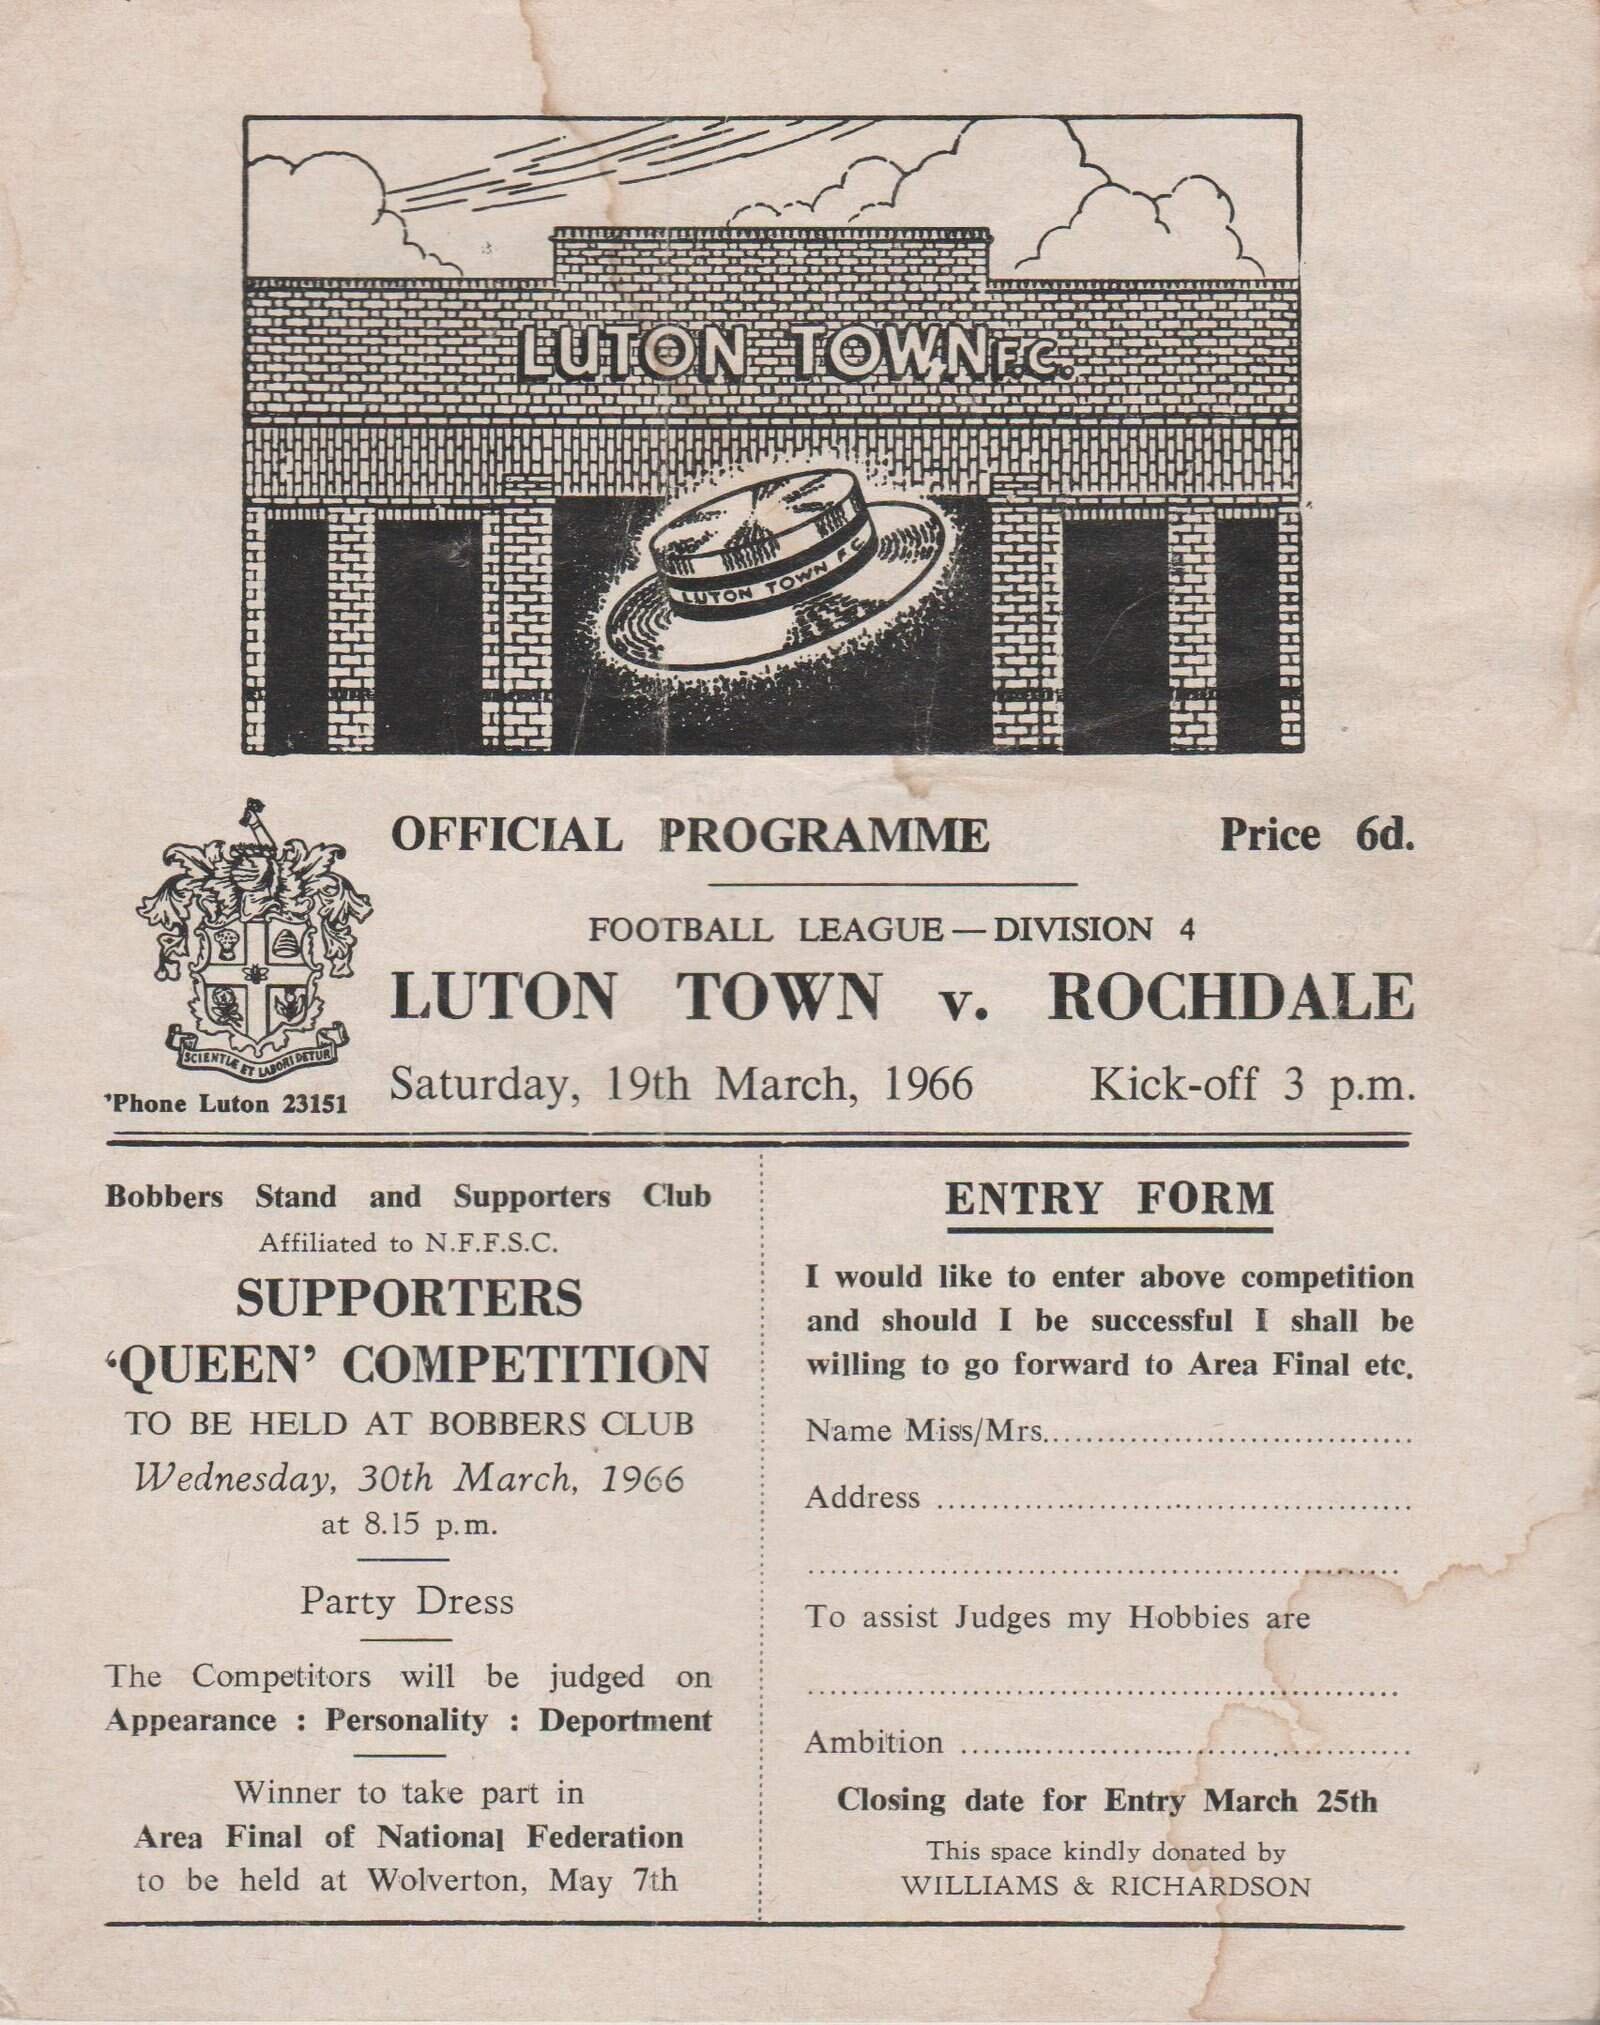 LUTON TOWN F.C.
LUTON TOWN FC
OFFICIAL PROGRAMME Price 6d.
FOOTBALL LEAGUE — DIVISION 4
LUTON TOWN v. ROCHDALE
Saturday, 19th March, 1966 Kick-off 3 p.m.
SCIENTIÆ ET LABORI DETUR
'Phone Luton 23151
Bobbers Stand and Supporters Club
Affiliated to N.F.F.S.C.
SUPPORTERS
'QUEEN' COMPETITION
TO BE HELD AT BOBBERS CLUB
Wednesday, 30th March, 1966
at 8.15 p.m.
Party Dress
The Competitors will be judged on
Appearance : Personality : Deportment
Winner to take part in
Area Final of National Federation
to be held at Wolverton, May 7th
ENTRY FORM
I would like to enter above competition
and should I be successful I shall be
willing to go forward to Area Final etc.
Name Miss/Mrs.
Address
To assist Judges my Hobbies are
Ambition
Closing date for Entry March 25th
This space kindly donated by
WILLIAMS & RICHARDSON